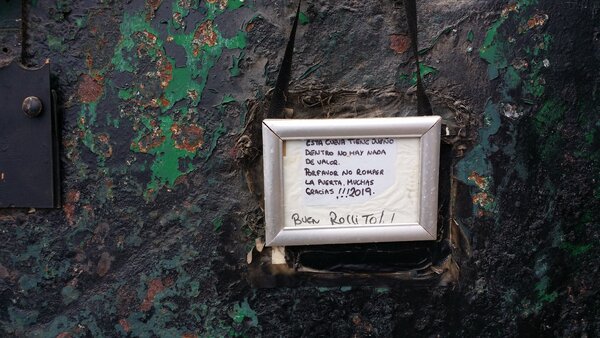 ESTA CUEVA TIENE DUEÑO
DENTRO NO HAY NADA
DE VALOR.
PORFAVOR NO ROMPER
LA PUERTA, MUCHAS
GRACIAS !!!2019.
BUEN ROLLITO!!